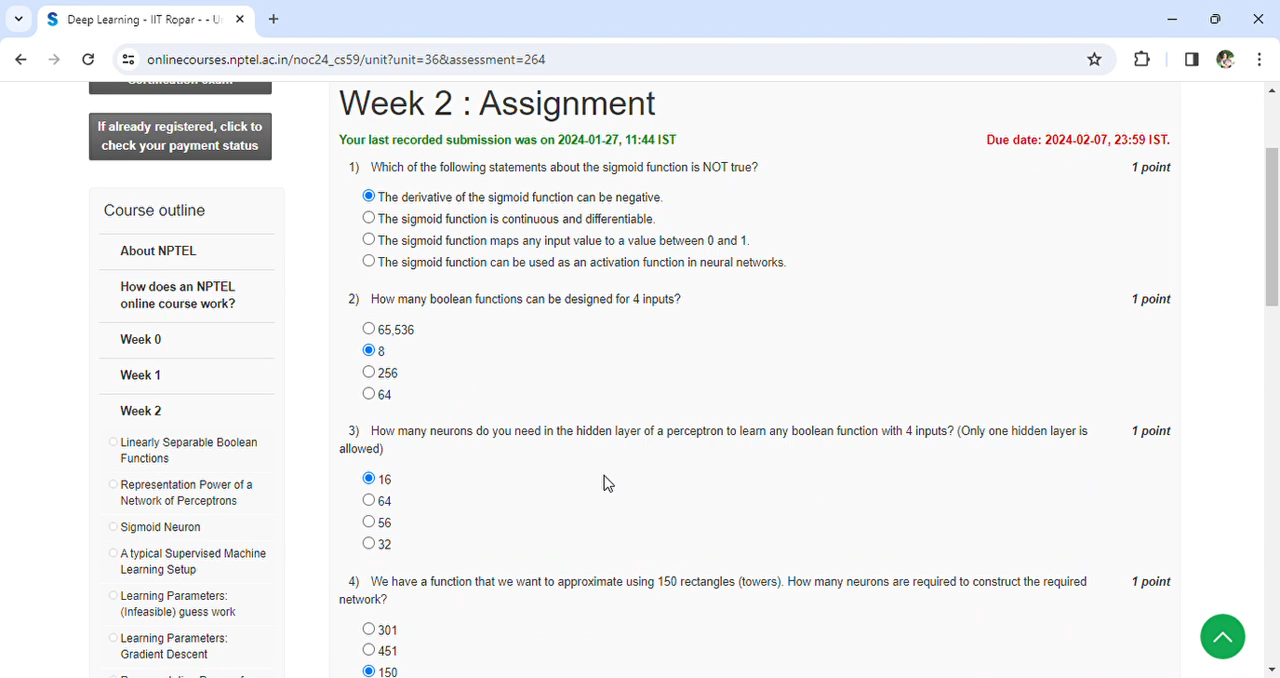 Deep Learning - IIT Ropar - - U
onlinecourses.nptel.ac.in/noc24_cs59/unit?unit=36&assessment=264
certification exam
If already registered, click to
check your payment status
Course outline
About NPTEL
How does an NPTEL
online course work?
Week 0
Week 1
Week 2
Linearly Separable Boolean
Functions
Representation Power of a
Network of Perceptrons
Sigmoid Neuron
A typical Supervised Machine
Learning Setup
Learning Parameters:
(Infeasible) guess work
Learning Parameters:
Gradient Descent
Week 2 : Assignment
Your last recorded submission was on 2024-01-27, 11:44 IST Due date: 2024-02-07, 23:59 IST.
1) Which of the following statements about the sigmoid function is NOT true? 1 point
The derivative of the sigmoid function can be negative.
The sigmoid function is continuous and differentiable.
The sigmoid function maps any input value to a value between 0 and 1.
The sigmoid function can be used as an activation function in neural networks.
2) How many boolean functions can be designed for 4 inputs? 1 point
65,536
8
256
64
3) How many neurons do you need in the hidden layer of a perceptron to learn any boolean function with 4 inputs? (Only one hidden layer is 1 point
allowed)
16
64
56
32
4) We have a function that we want to approximate using 150 rectangles (towers). How many neurons are required to construct the required 1 point
network?
301
451
150